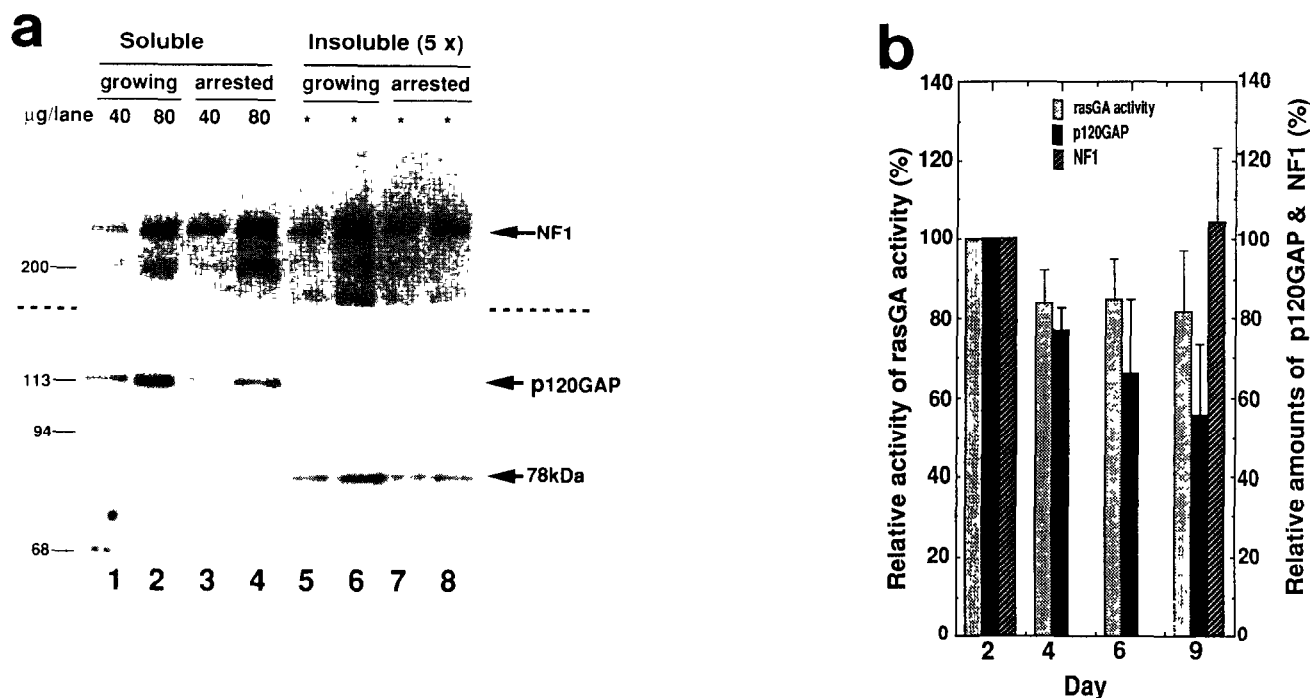 a
Soluble Insoluble (5 x)
growing arrested growing arrested
μg/lane 40 80 40 80 * * * *
NF1
200
113
p120GAP
94
78kDa
68
1 2 3 4 5 6 7 8
b
140 140
rasGA activity
p120GAP
NF1
120 120
100 100
80 80
60 60
40 40
20 20
0 0
2 4 6 9
Day
Relative activity of rasGA activity (%)
Relative amounts of p120GAP & NF1 (%)